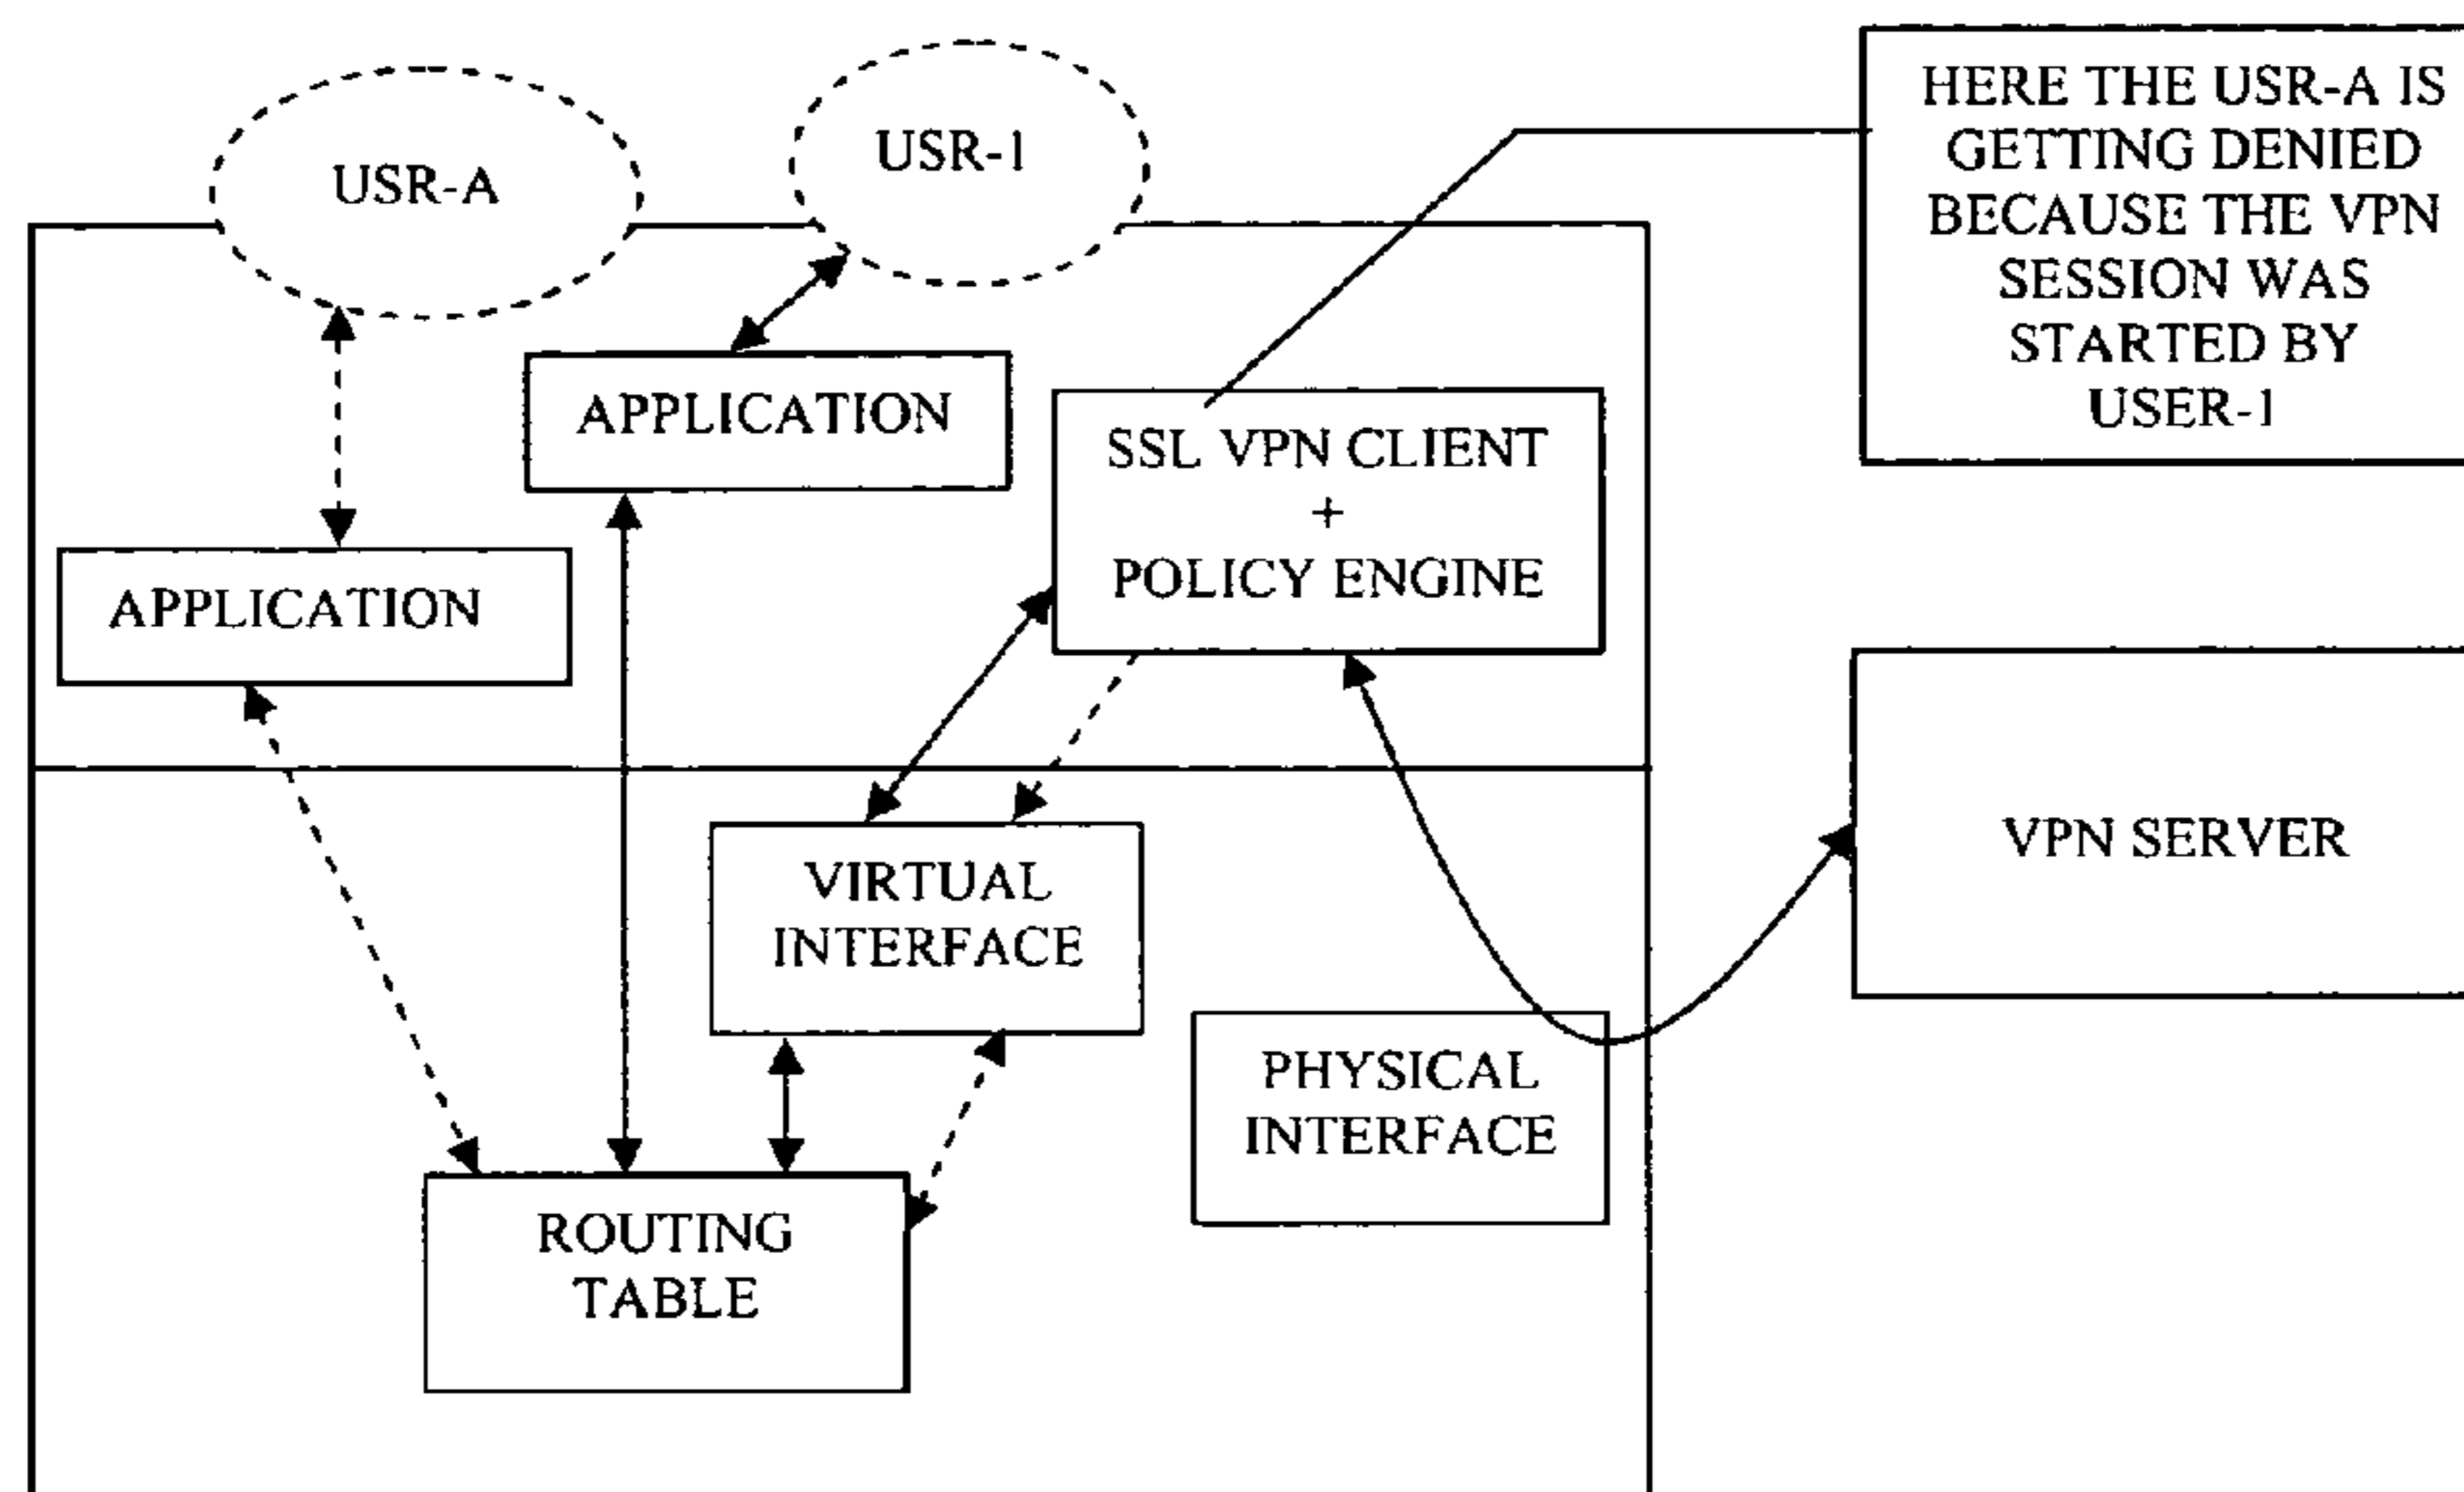 USR-A
USR-1
HERE THE USR-A IS
GETTING DENIED
BECAUSE THE VPN
SESSION WAS
STARTED BY
USER-1
APPLICATION
SSL VPN CLIENT
+
POLICY ENGINE
APPLICATION
VIRTUAL
INTERFACE
VPN SERVER
PHYSICAL
INTERFACE
ROUTING
TABLE